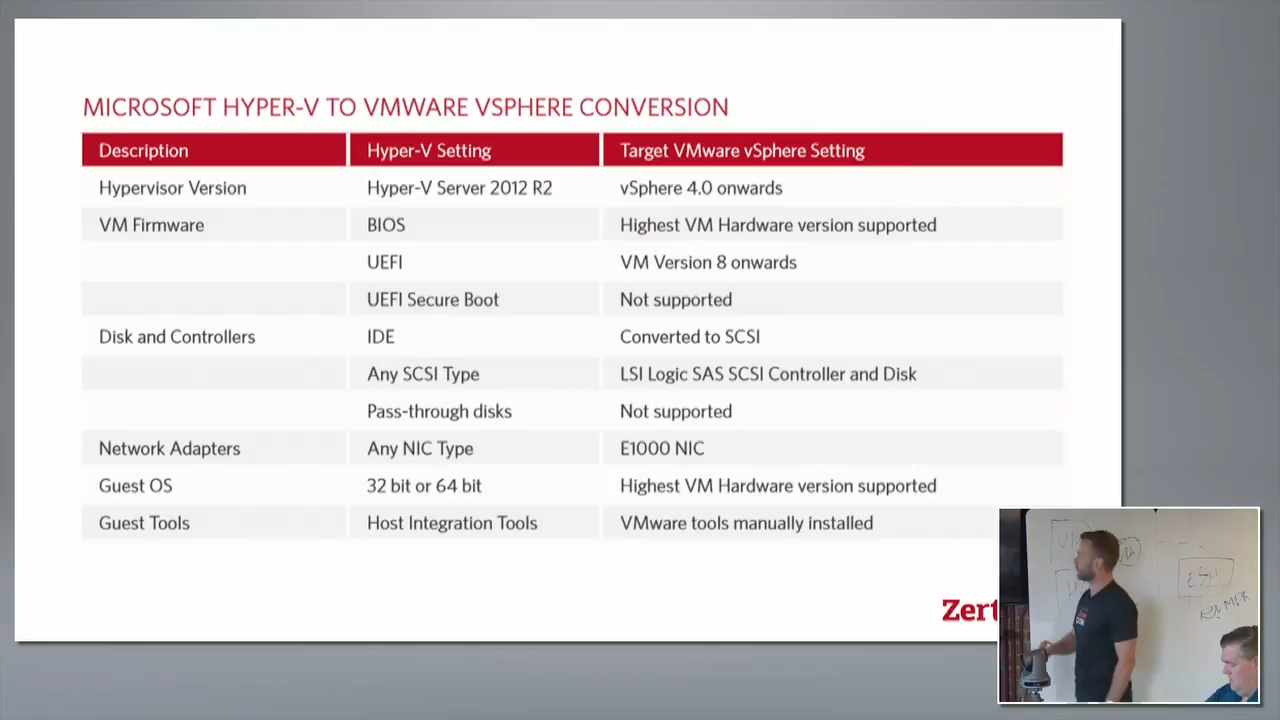 MICROSOFT HYPER-V TO VMWARE VSPHERE CONVERSION
Description Hyper-V Setting Target VMware vSphere Setting
Hypervisor Version Hyper-V Server 2012 R2 vSphere 4.0 onwards
VM Firmware BIOS Highest VM Hardware version supported
UEFI VM Version 8 onwards
UEFI Secure Boot Not supported
Disk and Controllers IDE Converted to SCSI
Any SCSI Type LSI Logic SAS SCSI Controller and Disk
Pass-through disks Not supported
Network Adapters Any NIC Type E1000 NIC
Guest OS 32 bit or 64 bit Highest VM Hardware version supported
Guest Tools Host Integration Tools VMware tools manually installed
Zert